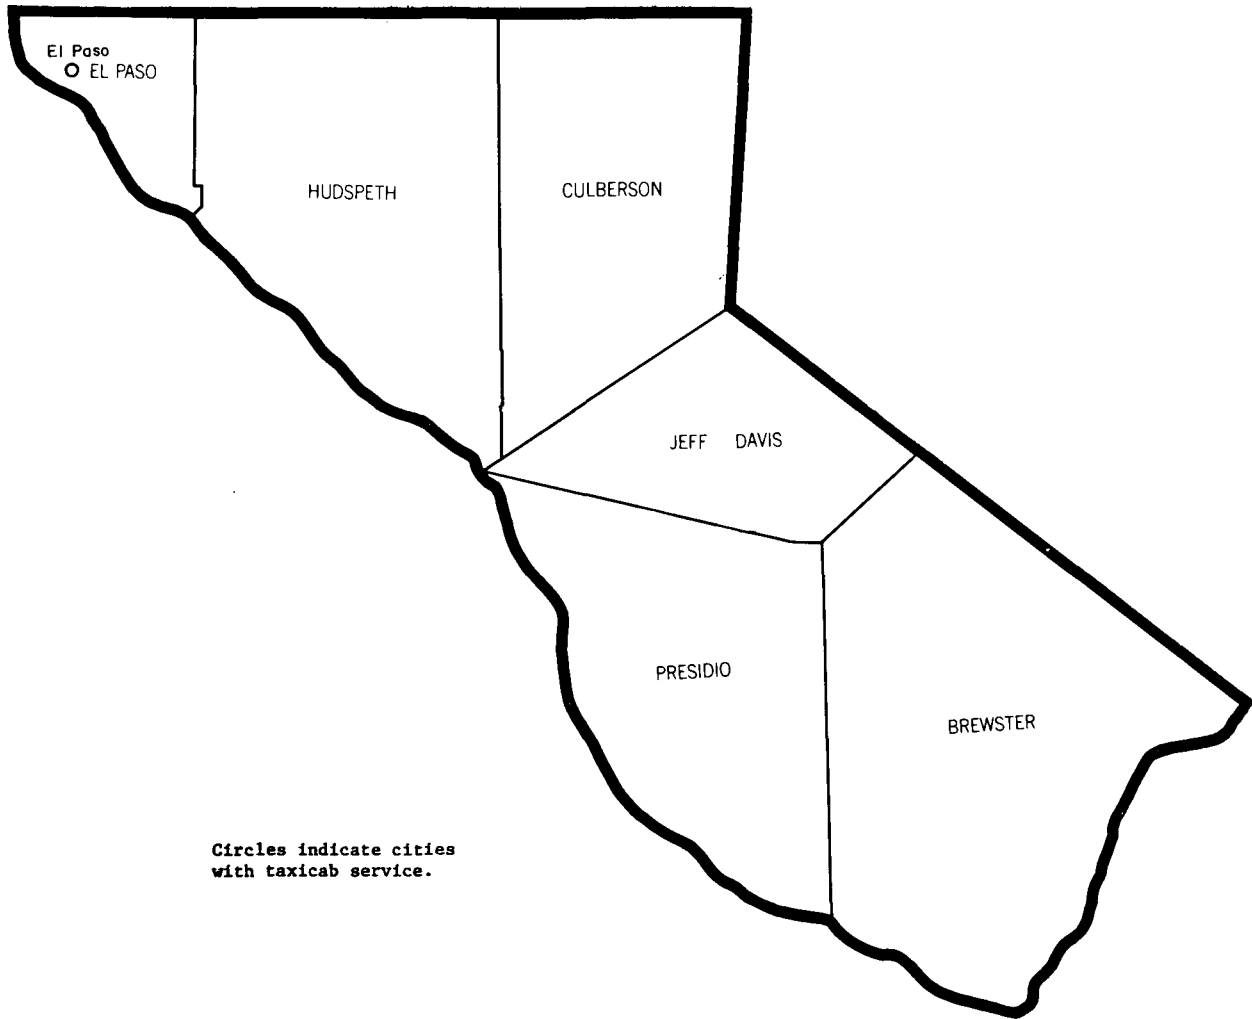 El Paso
EL PASO
HUDSPETH
CULBERSON
JEFF DAVIS
PRESIDIO
BREWSTER
Circles indicate cities
with taxicab service.